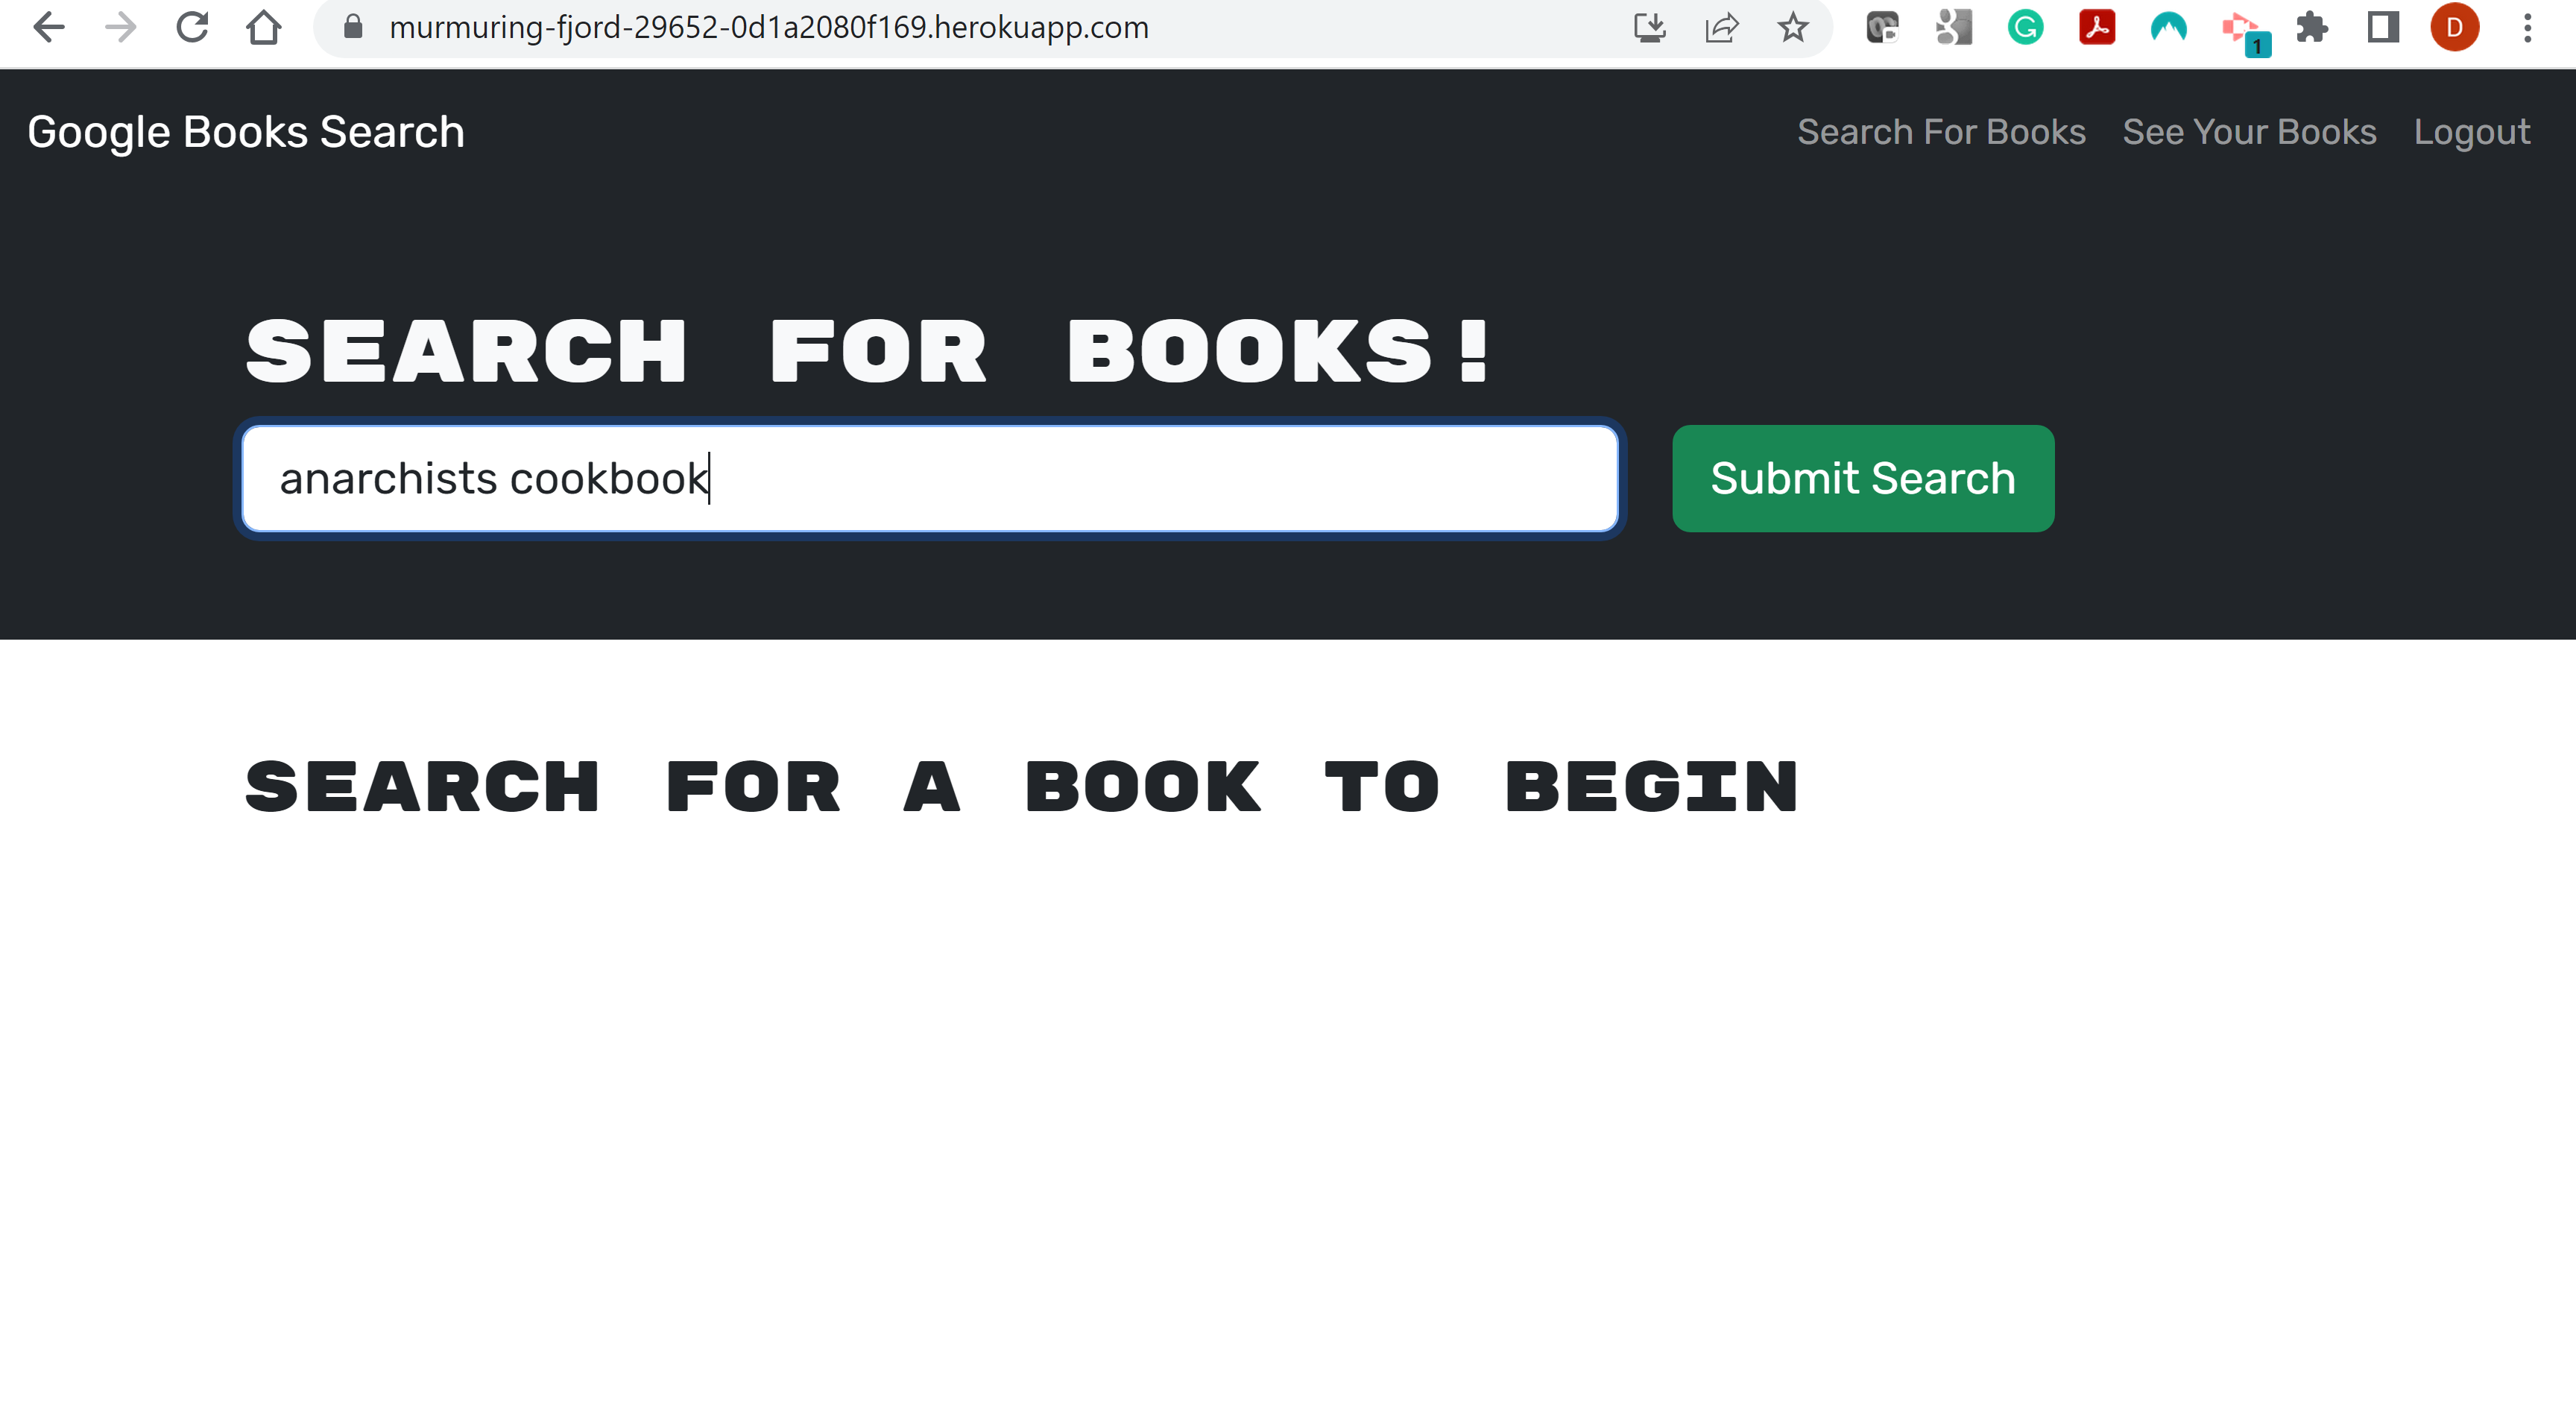 murmuring-fjord-29652-0d1a2080f169.herokuapp.com
1
D
Google Books Search
Search For Books See Your Books Logout
SEARCH FOR BOOKS!
anarchists cookbook
Submit Search
SEARCH FOR A BOOK TO BEGIN